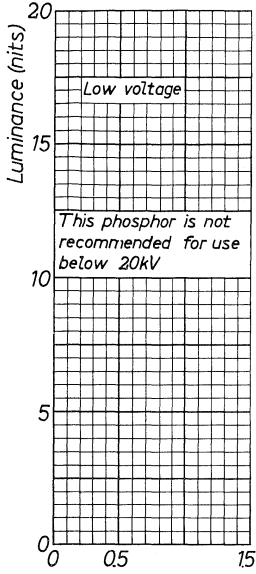 20
Luminance (nits)
Low voltage
15
This phosphor is not
recommended for use
below 20kV
10
5
0
0 0.5 1.5